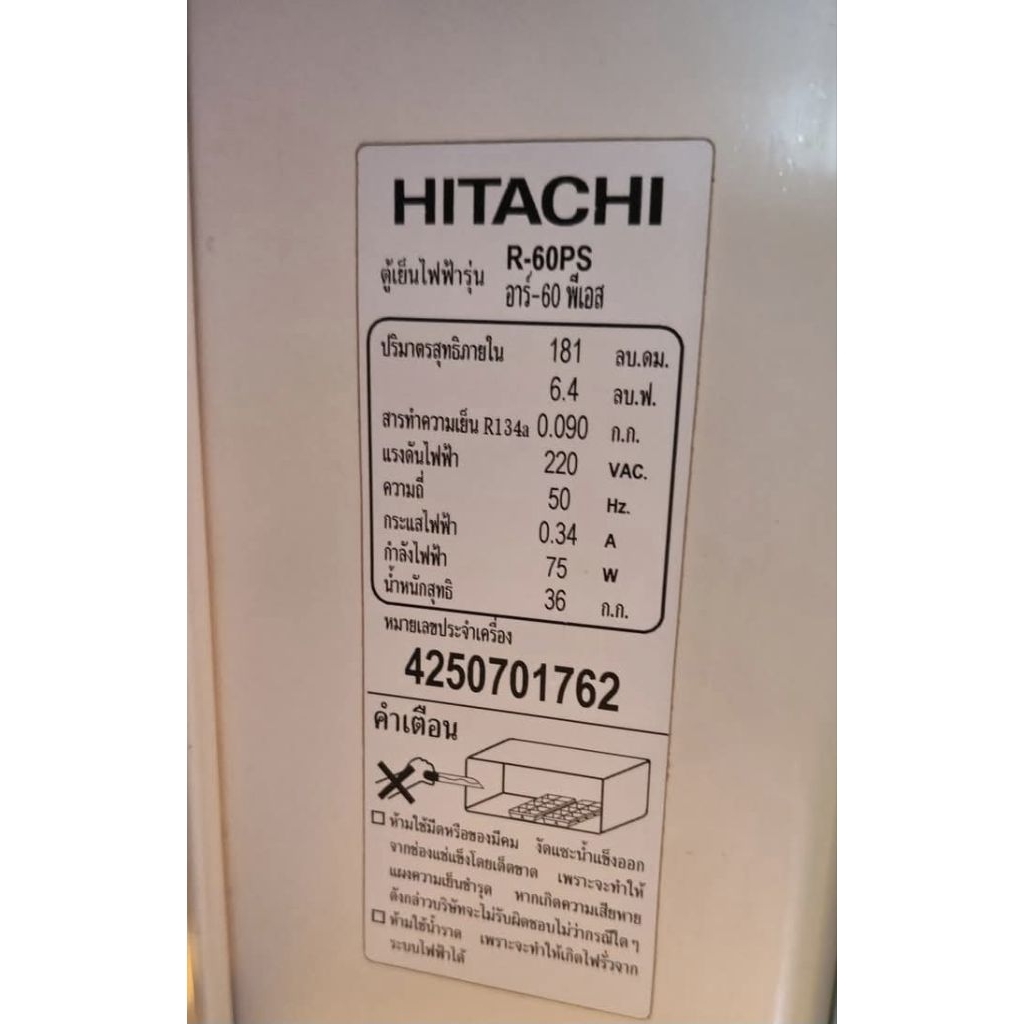 HITACHI
ตู้เย็นไฟฟ้ารุ่น R-60PS
อาร์-60 พีเอส
ปริมาตรสุทธิภายใน 181 ลบ.ดม.
6.4 ลบ.ฟ.
สารทำความเย็น R134a 0.090 ก.ก.
แรงดันไฟฟ้า 220 VAC.
ความถี่ 50 Hz.
กระแสไฟฟ้า 0.34 A
กำลังไฟฟ้า 75 W
น้ำหนักสุทธิ 36 ก.ก.
หมายเลขประจำเครื่อง
4250701762
คำเตือน
ห้ามใช้มีดหรือของมีคม งัดแซะน้ำแข็งออก
จากช่องแช่แข็งโดยเด็ดขาด เพราะจะทำให้
แผงความเย็นชำรุด หากเกิดความเสียหาย
ดังกล่าวบริษัทจะไม่รับผิดชอบไม่ว่ากรณีใดๆ
ห้ามใช้น้ำราด เพราะจะทำให้เกิดไฟรั่วจาก
ระบบไฟฟ้าได้